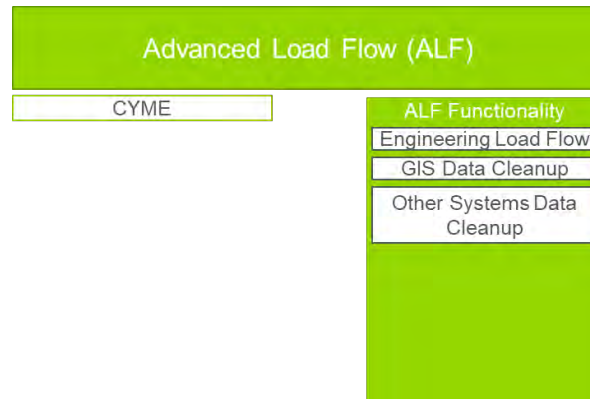 Advanced Load Flow (ALF)
CYME
ALF Functionality
Engineering Load Flow
GIS Data Cleanup
Other Systems Data
Cleanup